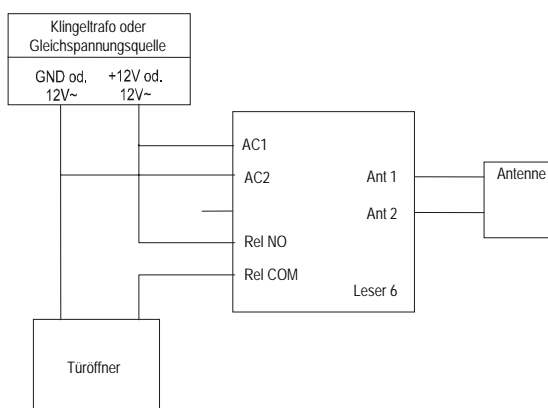 Klingeltrafo oder
Gleichspannungsquelle
GND od. +12V od.
12V~ 12V~
AC1
AC2
Ant 1
Antenne
Ant 2
Rel NO
Rel COM
Leser 6
Türöffner